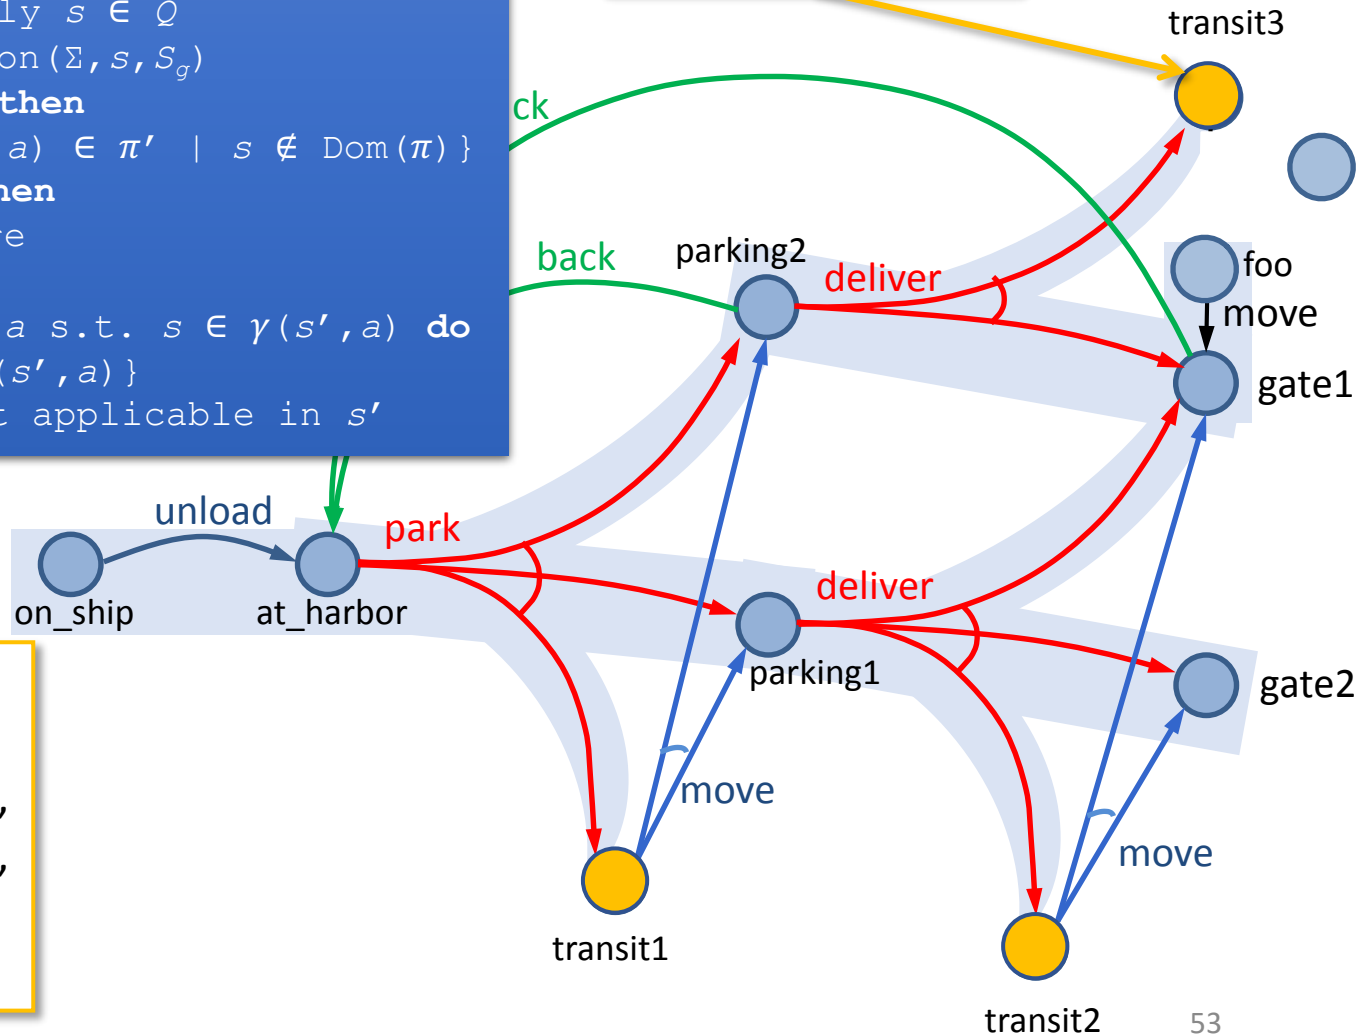 ly s ∈ Q
on(Σ,s,S_g)
then
a) ∈ π′ | s ∉ Dom(π)}
hen
e
a s.t. s ∈ γ(s′,a) do
(s′,a)}
t applicable in s′
ck
transit3
back
parking2
deliver
foo
move
gate1
unload
park
on_ship
at_harbor
deliver
parking1
gate2
,
,
move
move
transit1
transit2
53